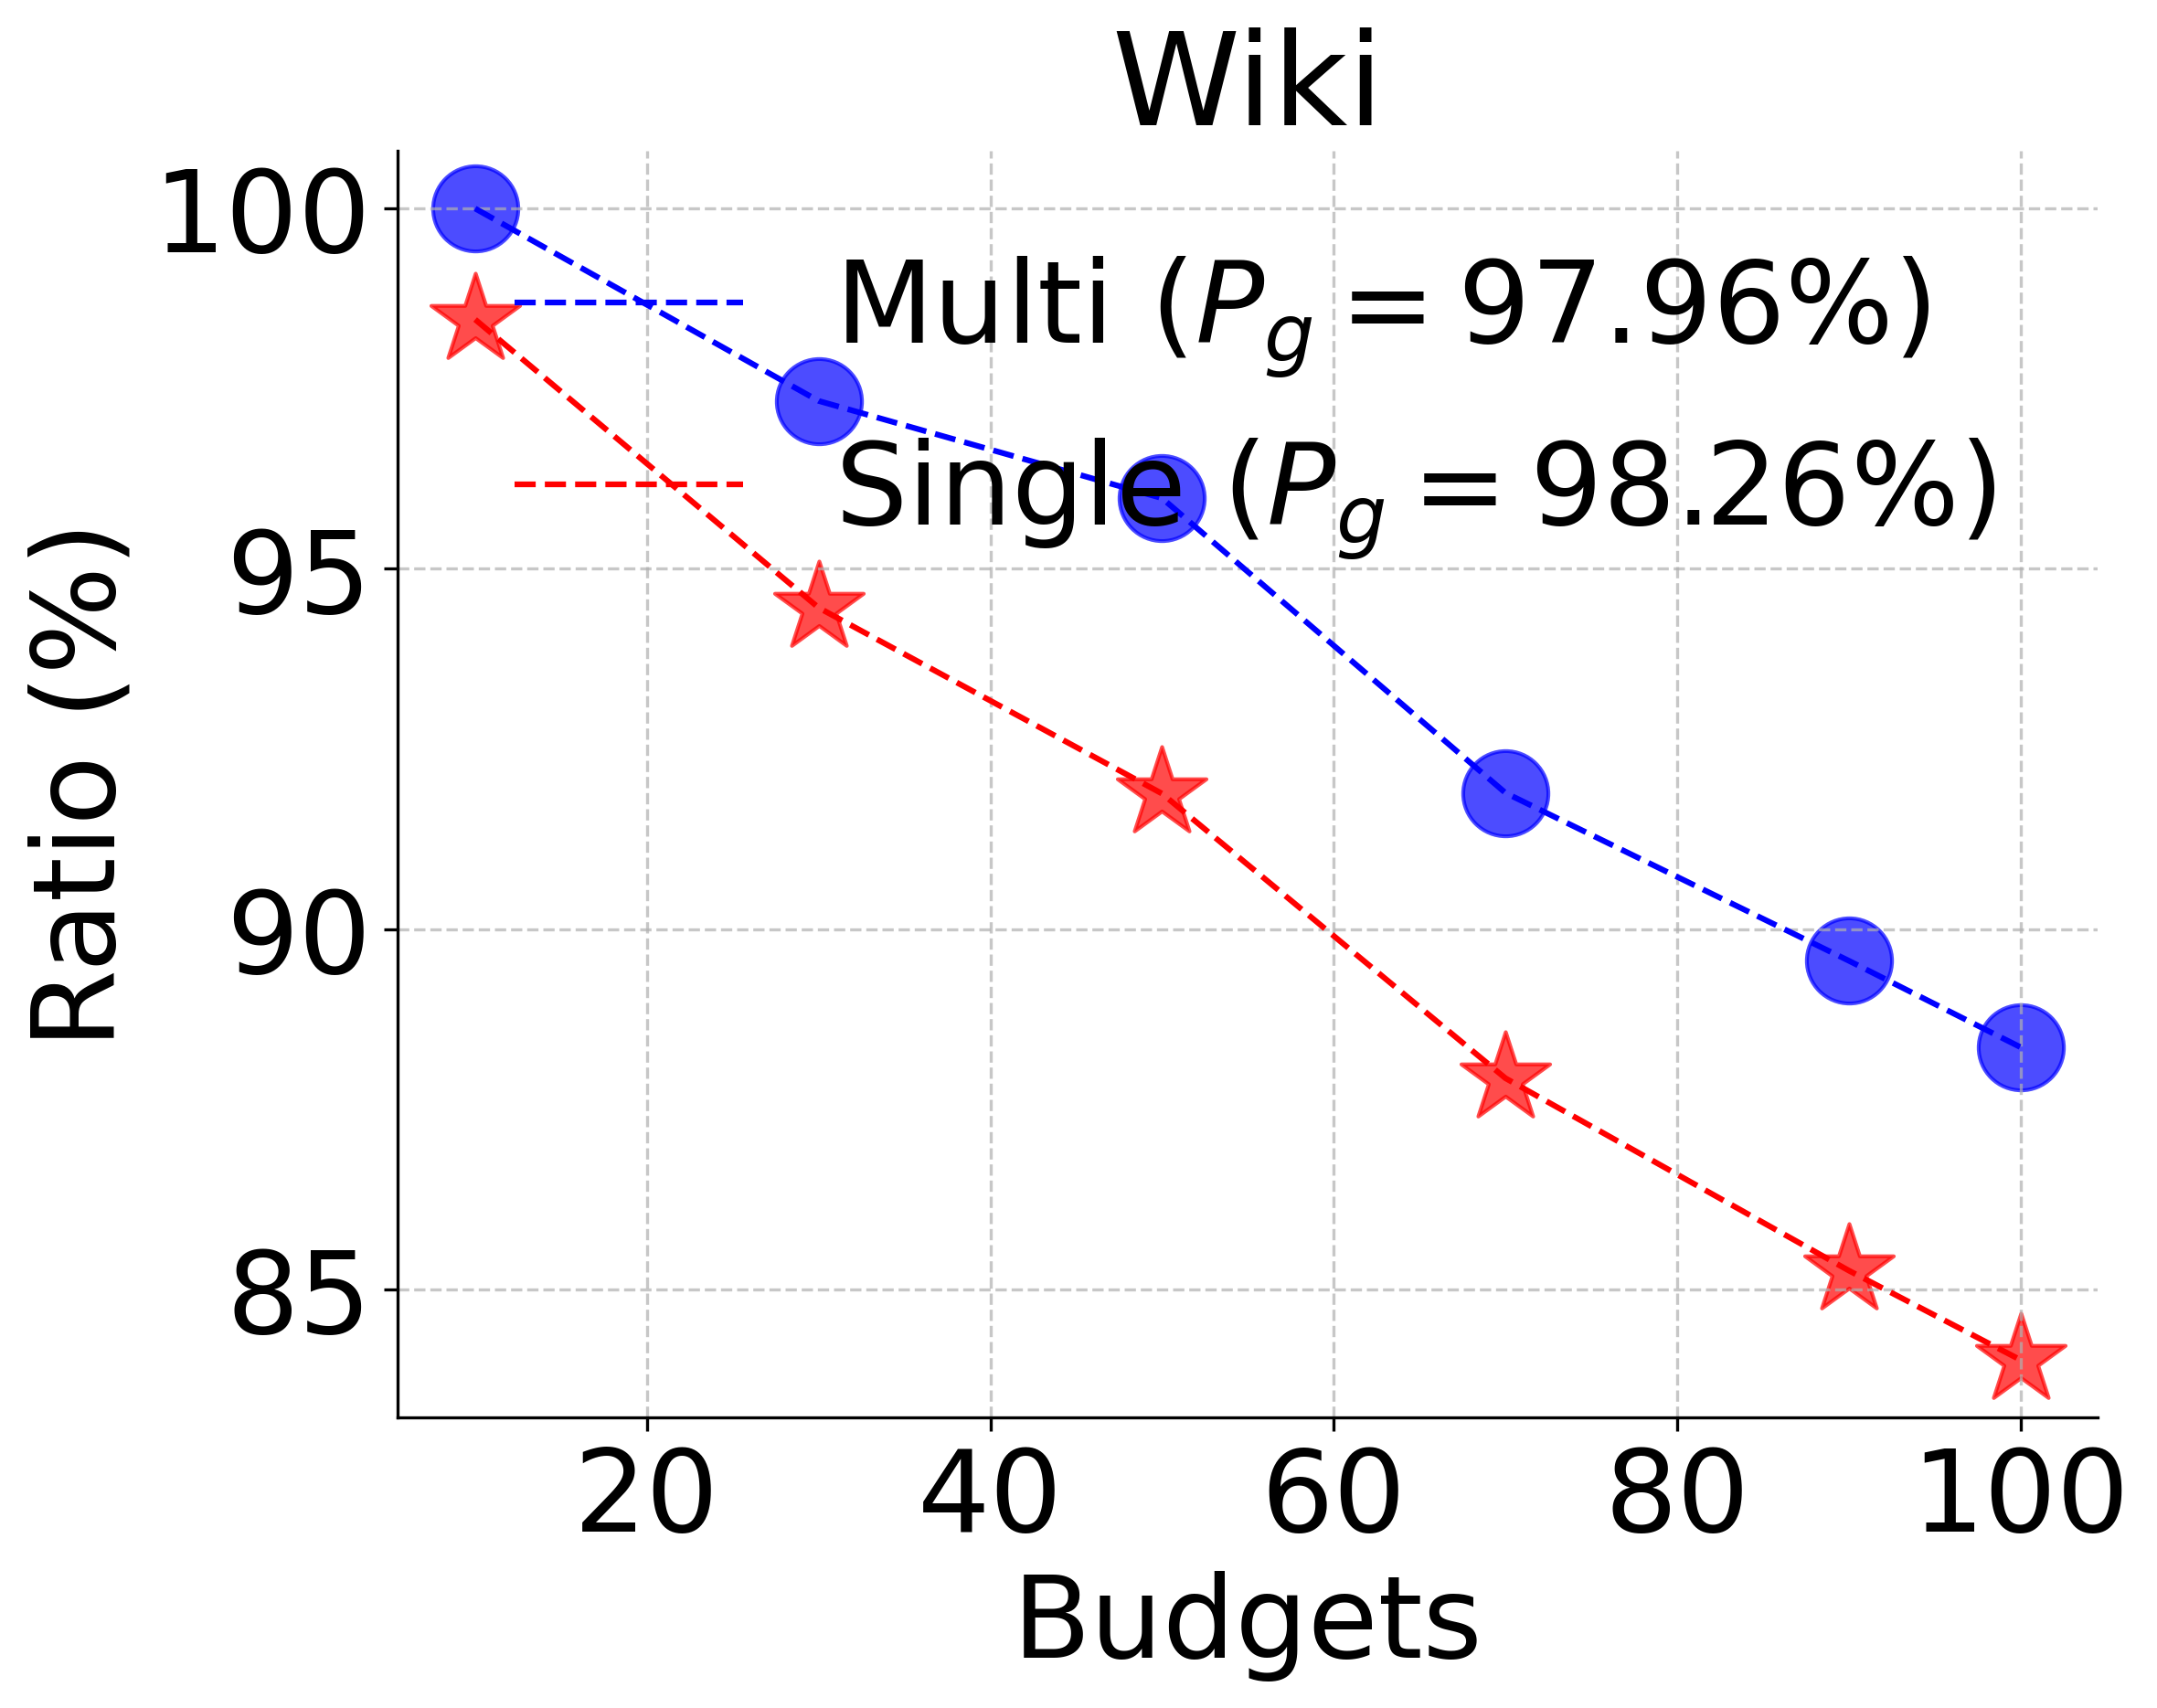 Wiki
Ratio (%)
100
95
90
85
Multi (P_g = 97.96%)
Single (P_g = 98.26%)
20 40 60 80 100
Budgets